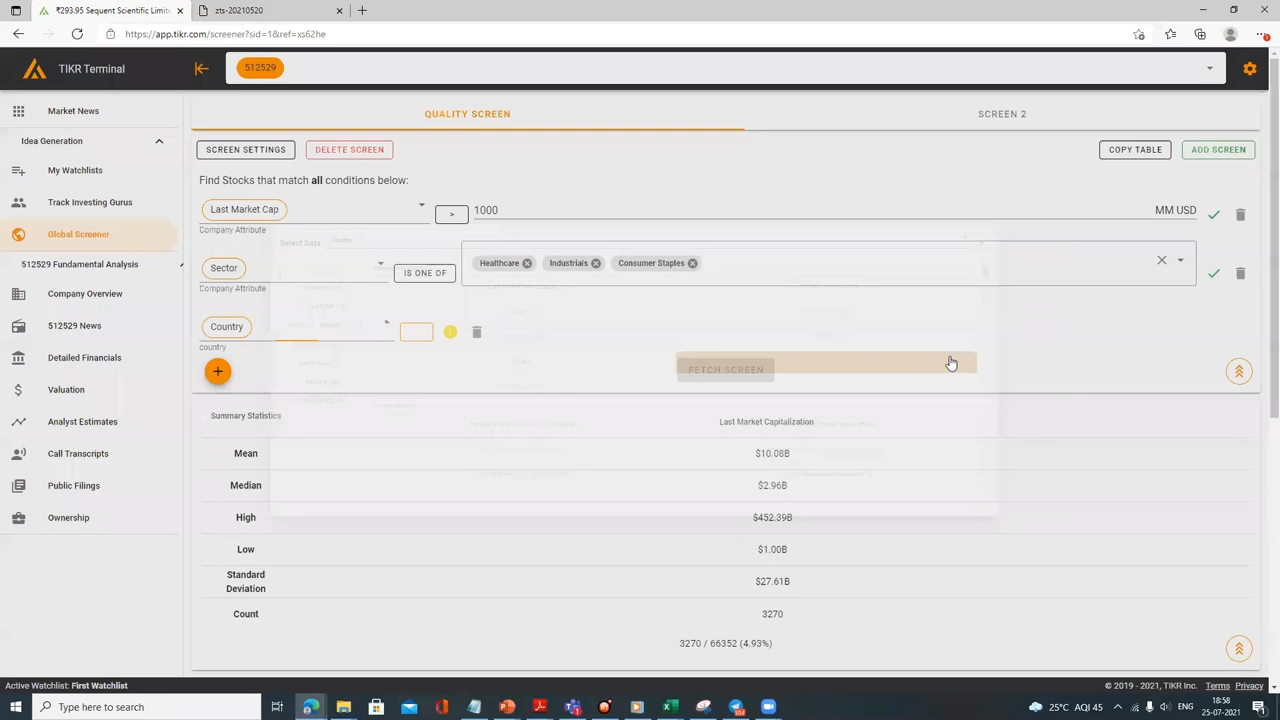 ₹293.95 Sequent Scientific Limite
zts-20210520
https://app.tikr.com/screener?sid=1&ref=xs62he
TIKR Terminal
512529
Market News
Idea Generation
My Watchlists
Track Investing Gurus
Global Screener
512529 Fundamental Analysis
Company Overview
512529 News
Detailed Financials
Valuation
Analyst Estimates
Call Transcripts
Public Filings
Ownership
QUALITY SCREEN
SCREEN 2
SCREEN SETTINGS
DELETE SCREEN
COPY TABLE
ADD SCREEN
Find Stocks that match all conditions below:
Last Market Cap
>
1000
MM USD
Company Attribute
Sector
IS ONE OF
Healthcare
Industrials
Consumer Staples
Company Attribute
Select Data
Country
Country
country
+
FETCH SCREEN
Summary Statistics
Last Market Capitalization
Mean
$10.08B
Median
$2.96B
High
$452.39B
Low
$1.00B
Standard
Deviation
$27.61B
Count
3270
3270 / 66352 (4.93%)
Active Watchlist: First Watchlist
© 2019 - 2021, TIKR Inc. Terms Privacy
Type here to search
25°C AQI 45
ENG
18:58
25-07-2021